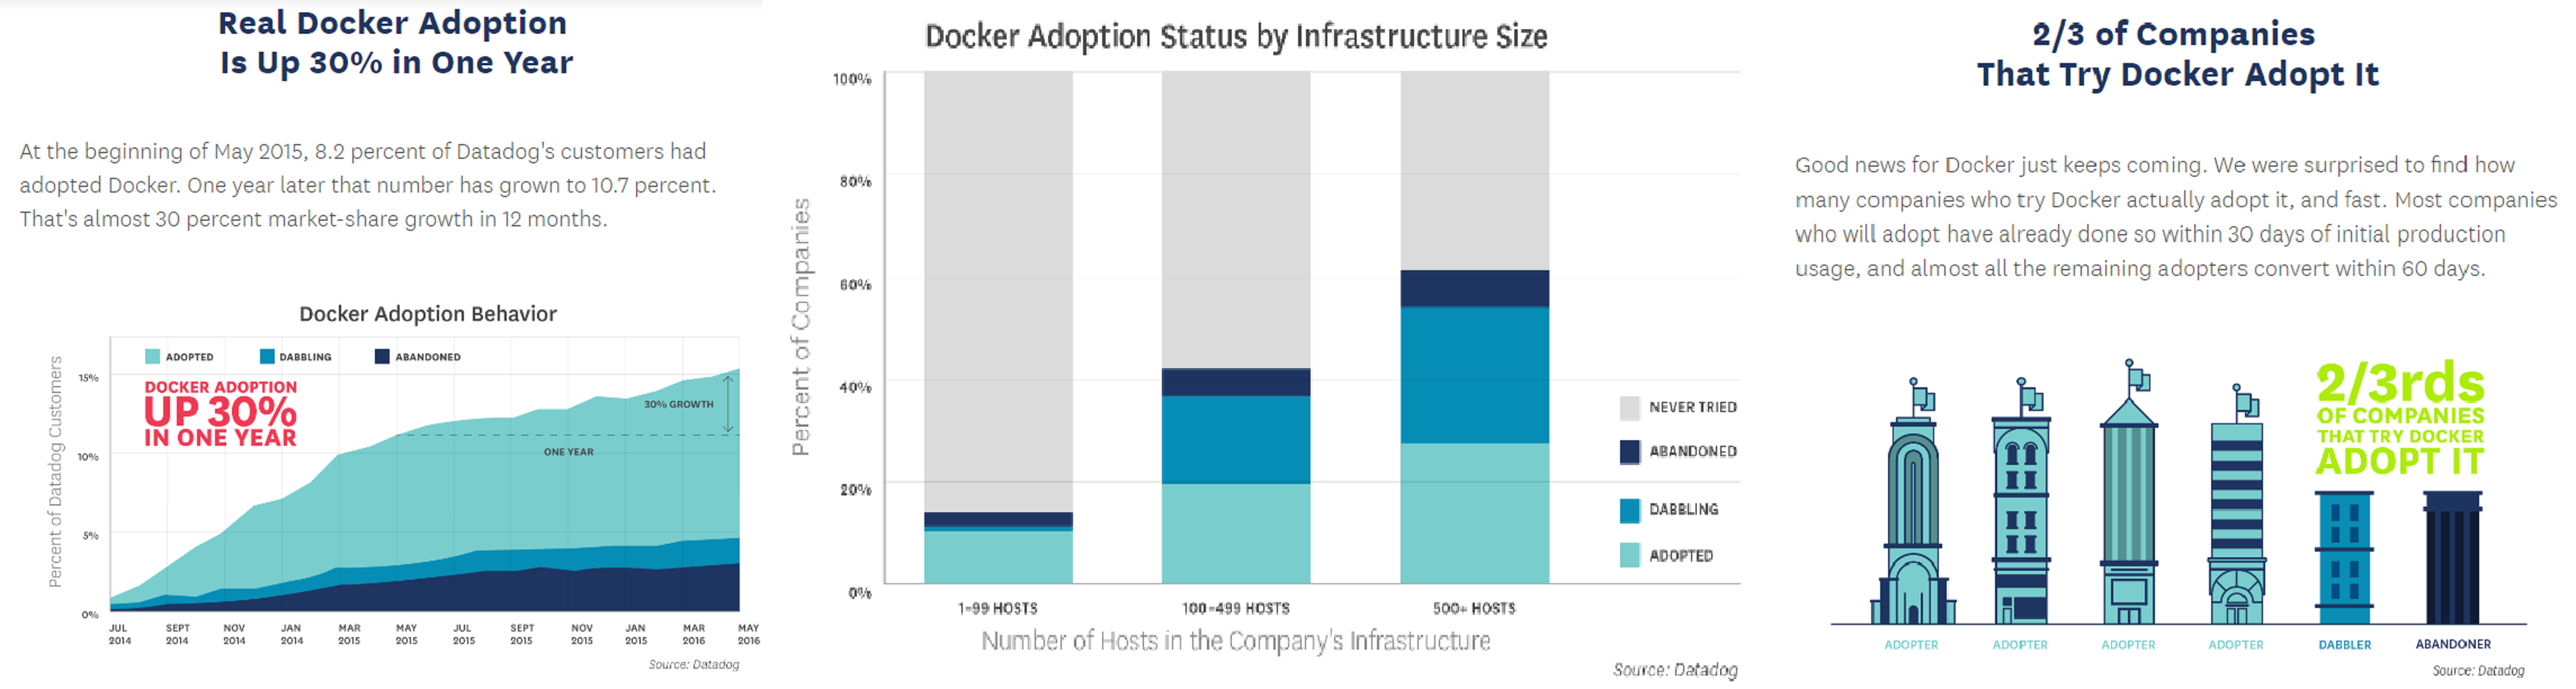 Real Docker Adoption
Is Up 30% in One Year
At the beginning of May 2015, 8.2 percent of Datadog's customers had
adopted Docker. One year later that number has grown to 10.7 percent.
That's almost 30 percent market-share growth in 12 months.
Docker Adoption Behavior
Percent of Datadog Customers
ADOPTED DABBLING ABANDONED
DOCKER ADOPTION
UP 30%
IN ONE YEAR
30% GROWTH
ONE YEAR
15%
10%
5%
0%
JUL SEPT NOV JAN MAR MAY JUL SEPT NOV JAN MAR MAY
2014 2014 2014 2014 2015 2015 2015 2015 2015 2015 2016 2016
Source: Datadog
Docker Adoption Status by Infrastructure Size
Percent of Companies
100%
80%
60%
40%
20%
0%
NEVER TRIED
ABANDONED
DABBLING
ADOPTED
1-99 HOSTS 100-499 HOSTS 500+ HOSTS
Number of Hosts in the Company's Infrastructure
Source: Datadog
2/3 of Companies
That Try Docker Adopt It
Good news for Docker just keeps coming. We were surprised to find how
many companies who try Docker actually adopt it, and fast. Most companies
who will adopt have already done so within 30 days of initial production
usage, and almost all the remaining adopters convert within 60 days.
2/3rds
OF COMPANIES
THAT TRY DOCKER
ADOPT IT
ADOPTER ADOPTER ADOPTER ADOPTER DABBLER ABANDONER
Source: Datadog